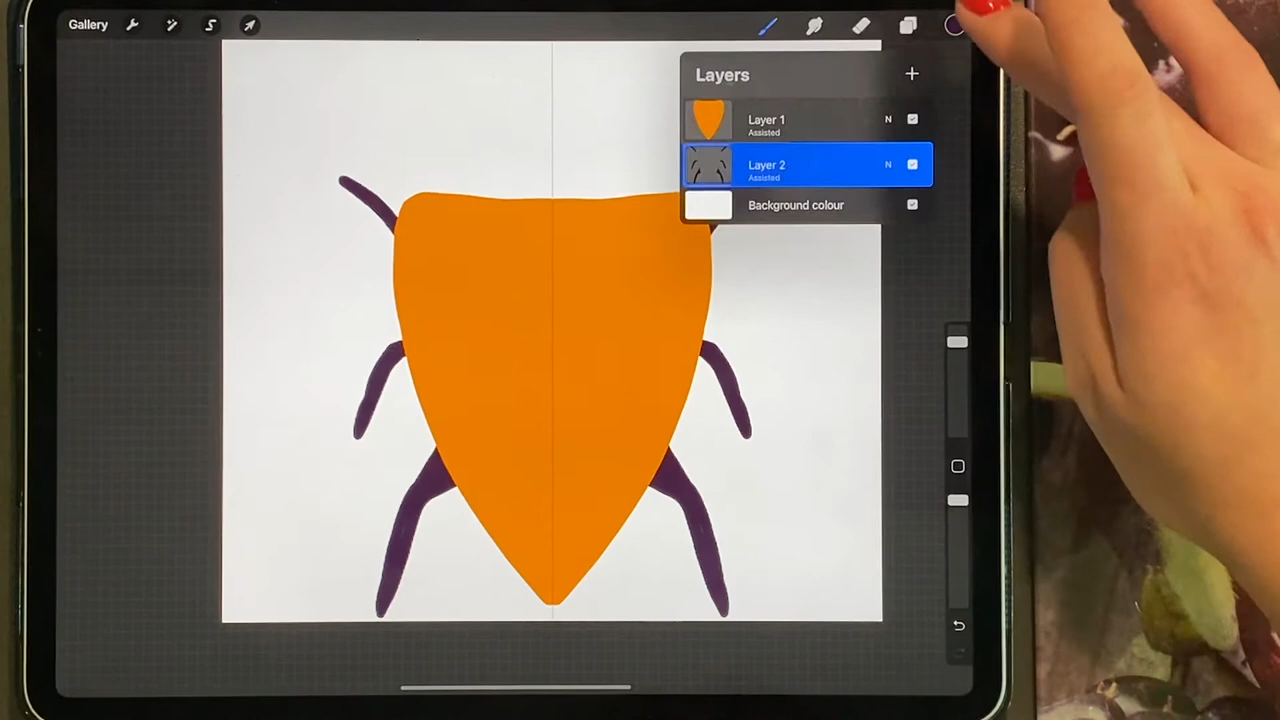 Gallery
Layers
Layer 1
N
Assisted
Layer 2
N
Assisted
Background colour